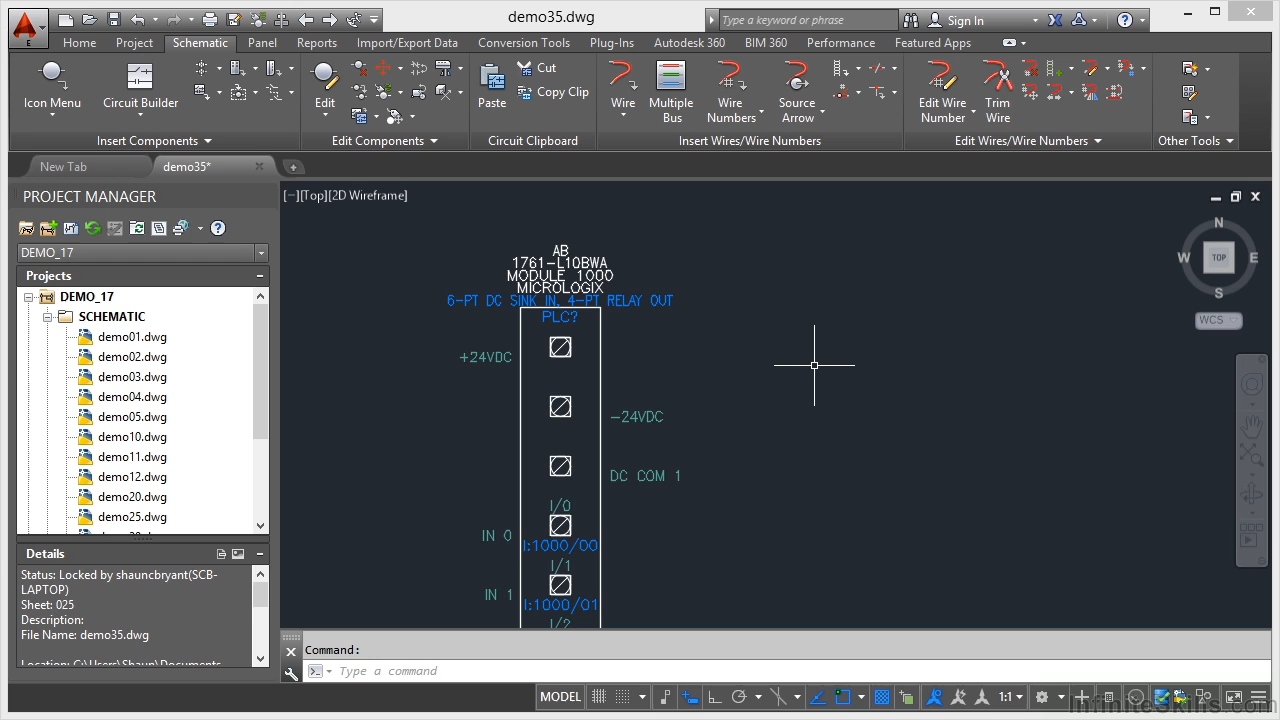 demo35.dwg
Type a keyword or phrase
Sign In
E
Home Project Schematic Panel Reports Import/Export Data Conversion Tools Plug-Ins Autodesk 360 BIM 360 Performance Featured Apps
Icon Menu
Circuit Builder
Edit
Paste
Cut
Copy Clip
Wire
Multiple Bus
Wire Numbers
Source Arrow
Edit Wire Number
Trim Wire
Insert Components
Edit Components
Circuit Clipboard
Insert Wires/Wire Numbers
Edit Wires/Wire Numbers
Other Tools
New Tab
demo35*
PROJECT MANAGER
DEMO_17
Projects
DEMO_17
SCHEMATIC
demo01.dwg
demo02.dwg
demo03.dwg
demo04.dwg
demo05.dwg
demo10.dwg
demo11.dwg
demo12.dwg
demo20.dwg
demo25.dwg
Details
Status: Locked by shauncbryant(SCB-
LAPTOP)
Sheet: 025
Description:
File Name: demo35.dwg
Location: C:\Users\Shaun\Documents
[−][Top][2D Wireframe]
AB
1761-L10BWA
MODULE 1000
MICROLOGIX
6-PT DC SINK IN, 4-PT RELAY OUT
PLC?
+24VDC
-24VDC
DC COM 1
I/0
IN 0
I:1000/00
I/1
IN 1
I:1000/01
I/2
N
W
TOP
E
S
WCS
Command:
Type a command
MODEL
1:1
InfiniteSkills.com